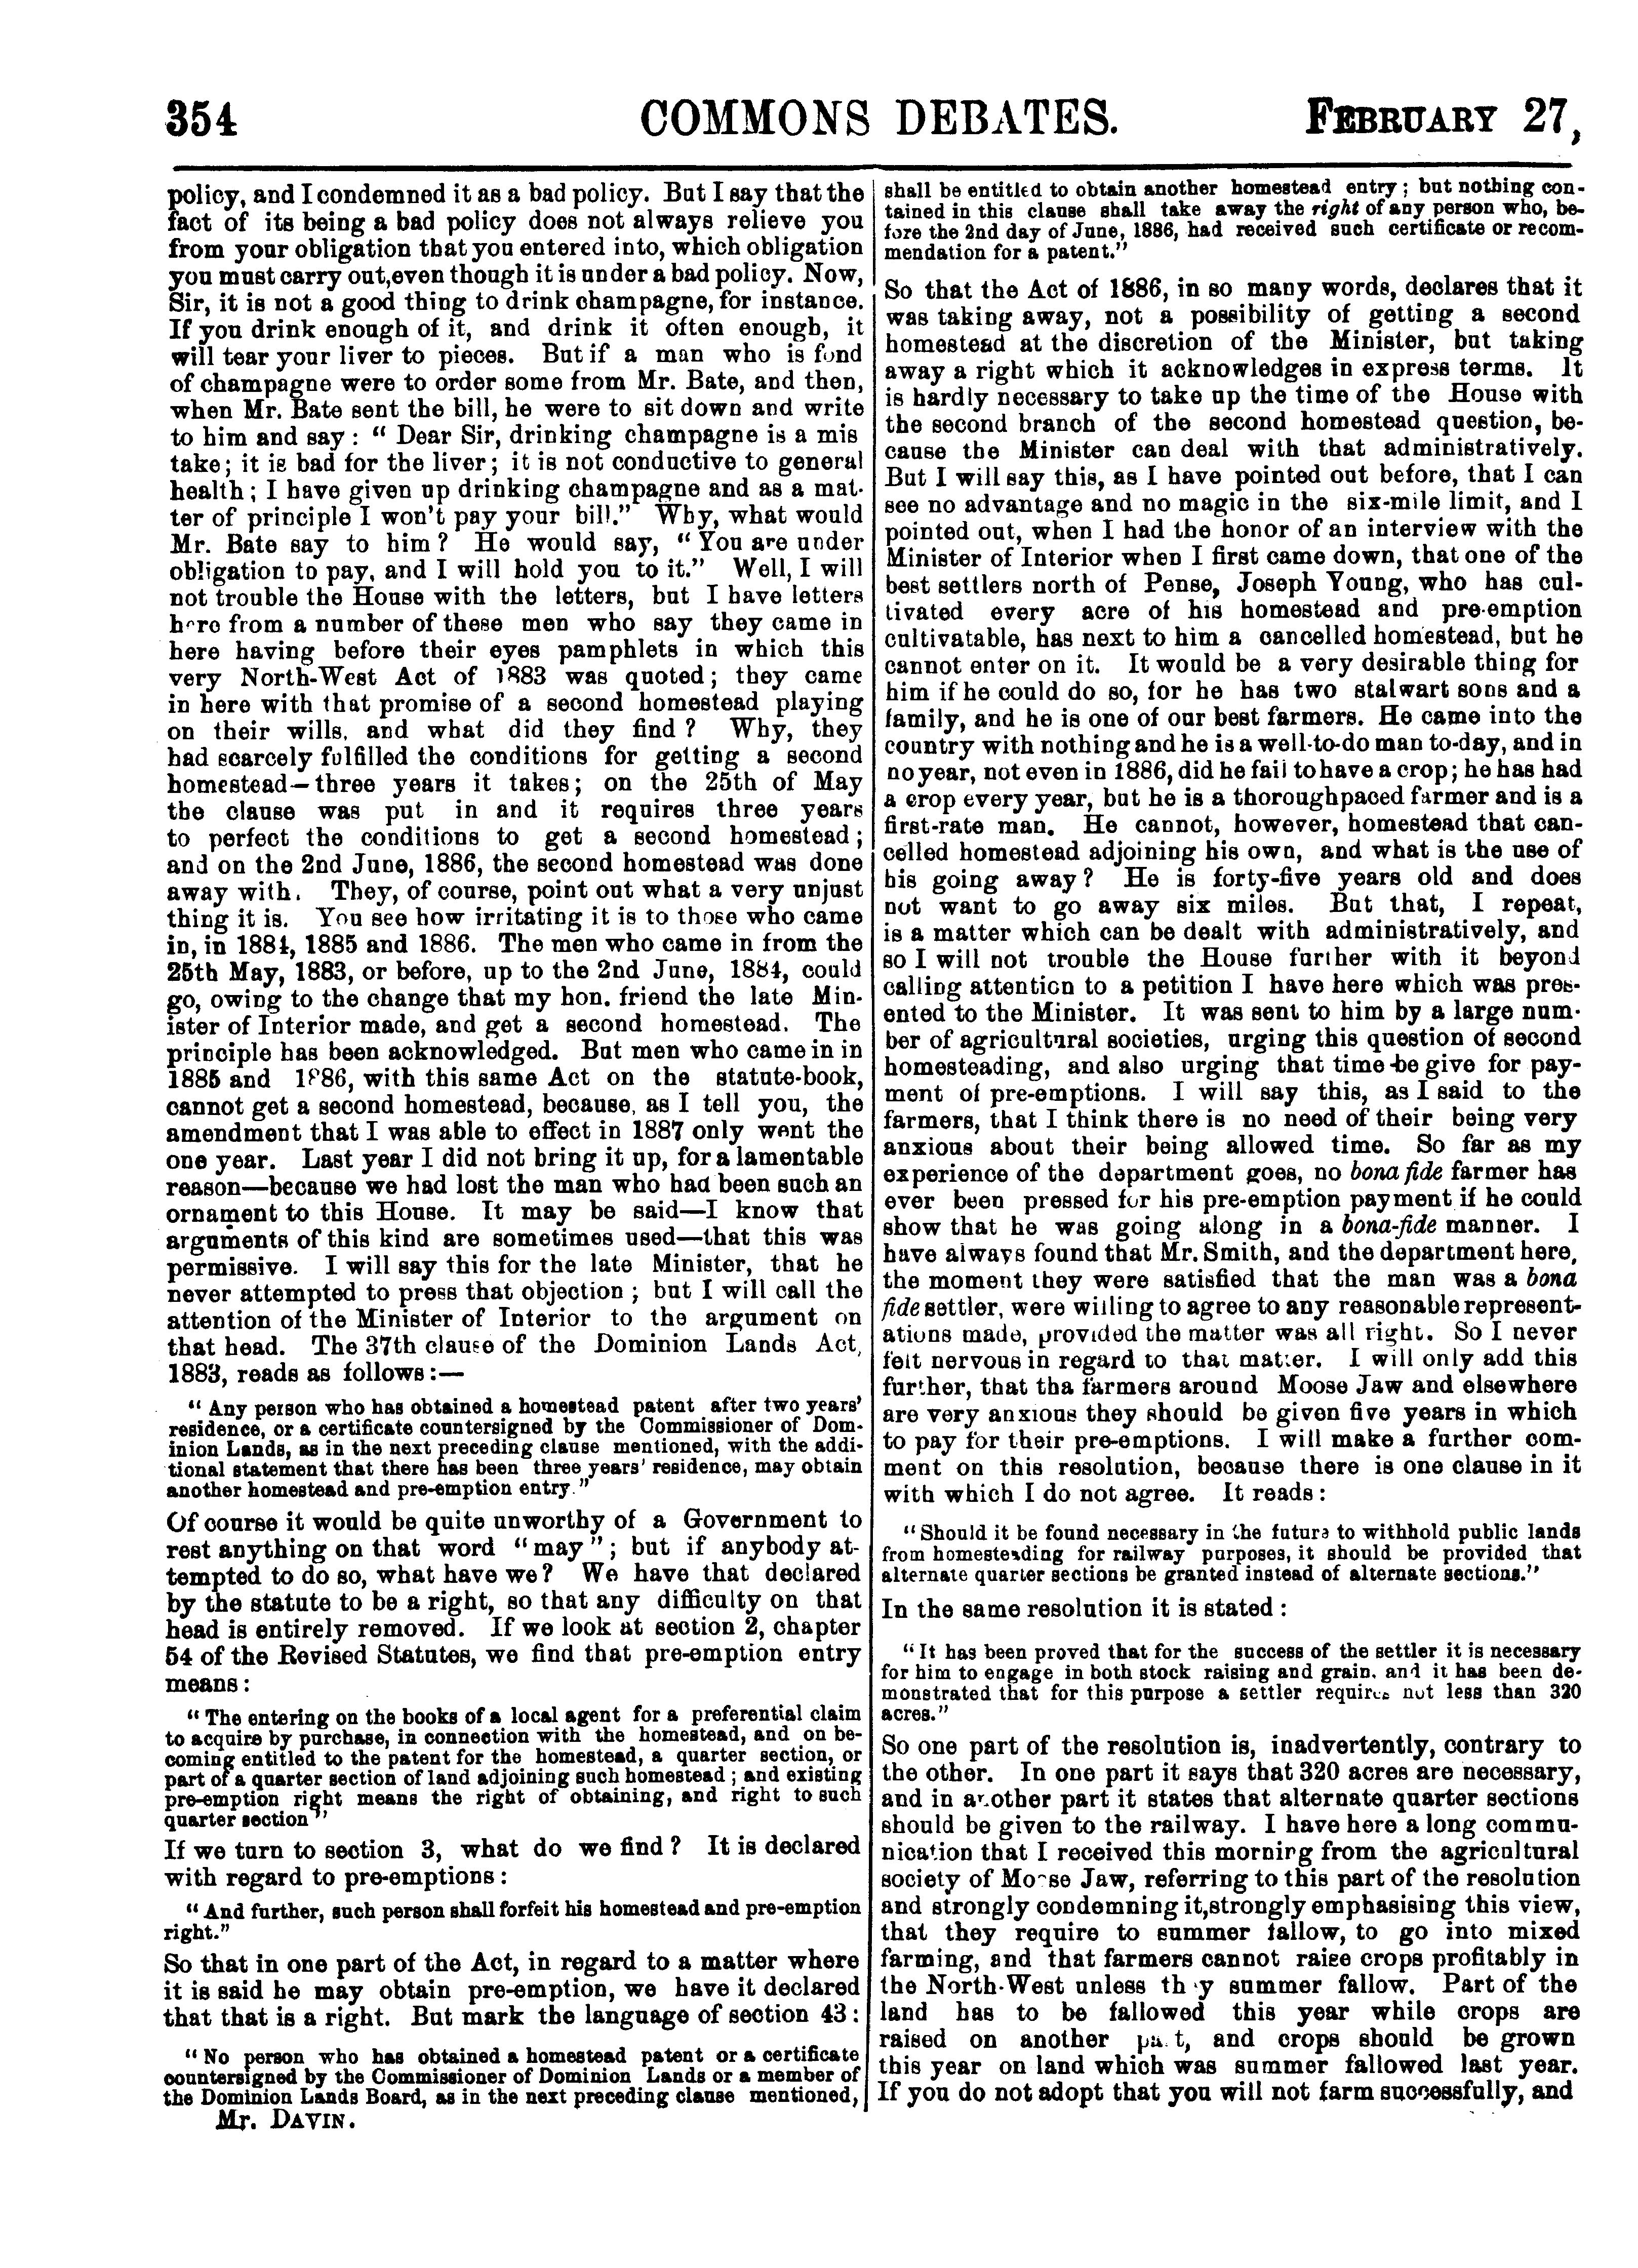 354 COMMONS DEBATES. FEBRUARY 27,
policy, and I condemned it as a bad policy. But I say that the
fact of its being a bad policy does not always relieve you
from your obligation that you entered into, which obligation
you must carry out, even though it is under a bad policy. Now,
Sir, it is not a good thing to drink champagne, for instance.
If you drink enough of it, and drink it often enough, it
will tear your liver to pieces. But if a man who is fond
of champagne were to order some from Mr. Bate, and then,
when Mr. Bate sent the bill, he were to sit down and write
to him and say: "Dear Sir, drinking champagne is a mis
take; it is bad for the liver; it is not conductive to general
health; I have given up drinking champagne and as a mat-
ter of principle I won't pay your bill." Why, what would
Mr. Bate say to him? He would say, "You are under
obligation to pay, and I will hold you to it." Well, I will
not trouble the House with the letters, but I have letters
here from a number of these men who say they came in
here having before their eyes pamphlets in which this
very North-West Act of 1883 was quoted; they came
in here with that promise of a second homestead playing
on their wills, and what did they find? Why, they
had scarcely fulfilled the conditions for getting a second
homestead—three years it takes; on the 25th of May
the clause was put in and it requires three years
to perfect the conditions to get a second homestead;
and on the 2nd June, 1886, the second homestead was done
away with. They, of course, point out what a very unjust
thing it is. You see how irritating it is to those who came
in, in 1884, 1885 and 1886. The men who came in from the
25th May, 1883, or before, up to the 2nd June, 1884, could
go, owing to the change that my hon. friend the late Min-
ister of Interior made, and get a second homestead. The
principle has been acknowledged. But men who came in in
1885 and 1886, with this same Act on the statute-book,
cannot get a second homestead, because, as I tell you, the
amendment that I was able to effect in 1887 only went the
one year. Last year I did not bring it up, for a lamentable
reason—because we had lost the man who had been such an
ornament to this House. It may be said—I know that
arguments of this kind are sometimes used—that this was
permissive. I will say this for the late Minister, that he
never attempted to press that objection; but I will call the
attention of the Minister of Interior to the argument on
that head. The 37th clause of the Dominion Lands Act,
1883, reads as follows:—
"Any person who has obtained a homestead patent after two years'
residence, or a certificate countersigned by the Commissioner of Dom-
inion Lands, as in the next preceding clause mentioned, with the addi-
tional statement that there has been three years' residence, may obtain
another homestead and pre-emption entry."
Of course it would be quite unworthy of a Government to
rest anything on that word "may"; but if anybody at-
tempted to do so, what have we? We have that declared
by the statute to be a right, so that any difficulty on that
head is entirely removed. If we look at section 2, chapter
54 of the Revised Statutes, we find that pre-emption entry
means:
"The entering on the books of a local agent for a preferential claim
to acquire by purchase, in connection with the homestead, and on be-
coming entitled to the patent for the homestead, a quarter section, or
part of a quarter section of land adjoining such homestead; and existing
pre-emption right means the right of obtaining, and right to such
quarter section"
If we turn to section 3, what do we find? It is declared
with regard to pre-emptions:
"And further, such person shall forfeit his homestead and pre-emption
right."
So that in one part of the Act, in regard to a matter where
it is said he may obtain pre-emption, we have it declared
that that is a right. But mark the language of section 43:
"No person who has obtained a homestead patent or a certificate
countersigned by the Commissioner of Dominion Lands or a member of
the Dominion Lands Board, as in the next preceding clause mentioned,
Mr. DAVIN.
shall be entitled to obtain another homestead entry; but nothing con-
tained in this clause shall take away the right of any person who, be-
fore the 2nd day of June, 1886, had received such certificate or recom-
mendation for a patent."
So that the Act of 1886, in so many words, declares that it
was taking away, not a possibility of getting a second
homestead at the discretion of the Minister, but taking
away a right which it acknowledges in express terms. It
is hardly necessary to take up the time of the House with
the second branch of the second homestead question, be-
cause the Minister can deal with that administratively.
But I will say this, as I have pointed out before, that I can
see no advantage and no magic in the six-mile limit, and I
pointed out, when I had the honor of an interview with the
Minister of Interior when I first came down, that one of the
best settlers north of Pense, Joseph Young, who has cul-
tivated every acre of his homestead and pre-emption
cultivatable, has next to him a cancelled homestead, but he
cannot enter on it. It would be a very desirable thing for
him if he could do so, for he has two stalwart sons and a
family, and he is one of our best farmers. He came into the
country with nothing and he is a well-to-do man to-day, and in
no year, not even in 1886, did he fail to have a crop; he has had
a crop every year, but he is a thoroughpaced farmer and is a
first-rate man. He cannot, however, homestead that can-
celled homestead adjoining his own, and what is the use of
his going away? He is forty-five years old and does
not want to go away six miles. But that, I repeat,
is a matter which can be dealt with administratively, and
so I will not trouble the House further with it beyond
calling attention to a petition I have here which was pres-
ented to the Minister. It was sent to him by a large num-
ber of agricultural societies, urging this question of second
homesteading, and also urging that time be give for pay-
ment of pre-emptions. I will say this, as I said to the
farmers, that I think there is no need of their being very
anxious about their being allowed time. So far as my
experience of the department goes, no bona fide farmer has
ever been pressed for his pre-emption payment if he could
show that he was going along in a bona-fide manner. I
have always found that Mr. Smith, and the department here,
the moment they were satisfied that the man was a bona
fide settler, were willing to agree to any reasonable represent-
ations made, provided the matter was all right. So I never
felt nervous in regard to that matter. I will only add this
further, that tha farmers around Moose Jaw and elsewhere
are very anxious they should be given five years in which
to pay for their pre-emptions. I will make a further com-
ment on this resolution, because there is one clause in it
with which I do not agree. It reads:
"Should it be found necessary in the future to withhold public lands
from homesteading for railway purposes, it should be provided that
alternate quarter sections be granted instead of alternate sections."
In the same resolution it is stated:
"It has been proved that for the success of the settler it is necessary
for him to engage in both stock raising and grain, and it has been de-
monstrated that for this purpose a settler requires not less than 320
acres."
So one part of the resolution is, inadvertently, contrary to
the other. In one part it says that 320 acres are necessary,
and in another part it states that alternate quarter sections
should be given to the railway. I have here a long commu-
nication that I received this morning from the agricultural
society of Moose Jaw, referring to this part of the resolution
and strongly condemning it, strongly emphasising this view,
that they require to summer fallow, to go into mixed
farming, and that farmers cannot raise crops profitably in
the North-West unless they summer fallow. Part of the
land has to be fallowed this year while crops are
raised on another part, and crops should be grown
this year on land which was summer fallowed last year.
If you do not adopt that you will not farm successfully, and